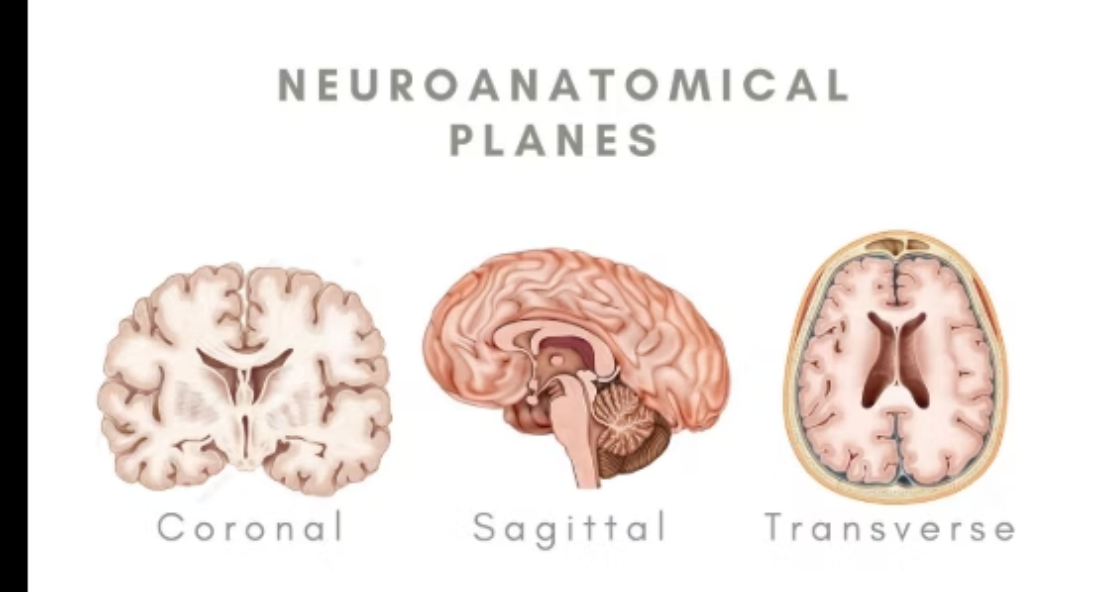 NEUROANATOMICAL
PLANES
Coronal
Sagittal
Transverse